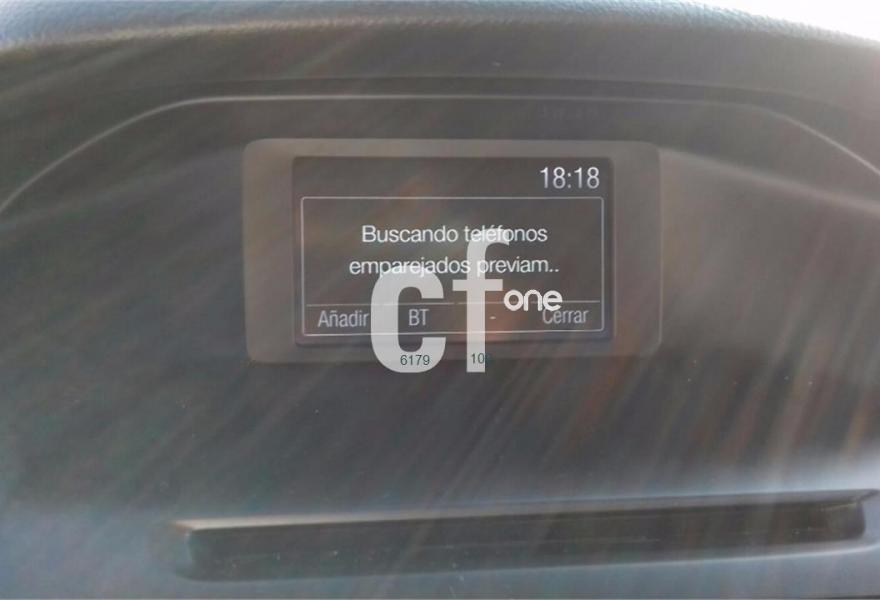 18:18
Buscando teléfonos
emparejados previam..
Añadir BT - Cerrar
cf one
6179 10